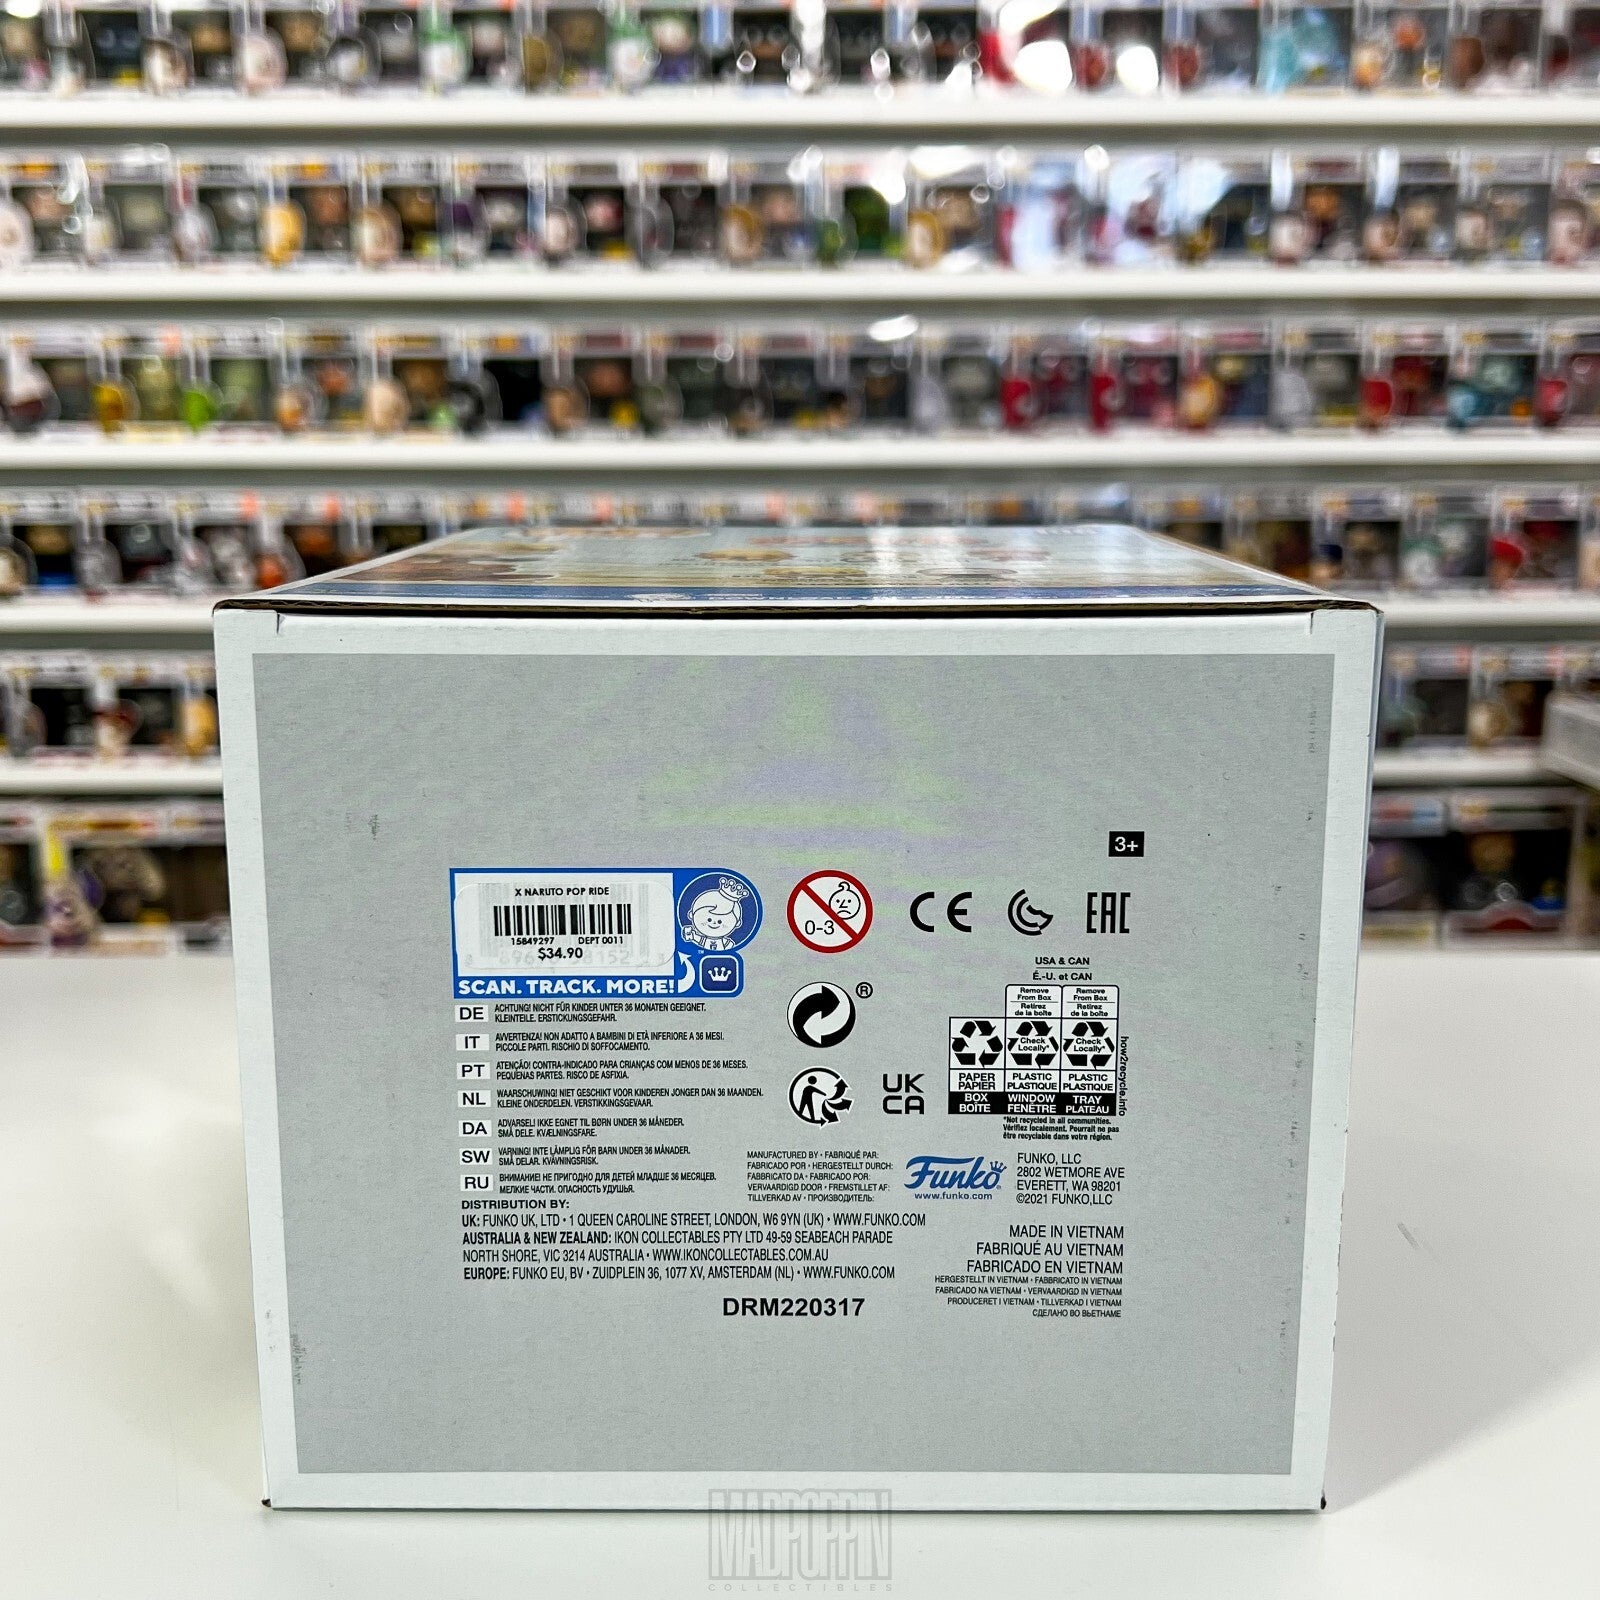 3+
X NARUTO POP RIDE
15849297 DEPT 0011
$34.90
SCAN. TRACK. MORE!
0-3
CE
EAC
USA & CAN
É.-U. et CAN
Remove From Box
Retirez de la boîte
Remove From Box
Retirez de la boîte
Check Locally*
Check Locally*
PAPER
PAPIER
PLASTIC
PLASTIQUE
PLASTIC
PLASTIQUE
BOX
BOÎTE
WINDOW
FENÊTRE
TRAY
PLATEAU
how2recycle.info
*Not recycled in all communities.
Vérifiez localement. Pourrait ne pas
être recyclable dans votre région.
®
UK
CA
DE ACHTUNG! NICHT FÜR KINDER UNTER 36 MONATEN GEEIGNET.
KLEINTEILE. ERSTICKUNGSGEFAHR.
IT AVVERTENZA! NON ADATTO A BAMBINI DI ETÀ INFERIORE A 36 MESI.
PICCOLE PARTI. RISCHIO DI SOFFOCAMENTO.
PT ATENÇÃO! CONTRA-INDICADO PARA CRIANÇAS COM MENOS DE 36 MESES.
PEQUENAS PARTES. RISCO DE ASFIXIA.
NL WAARSCHUWING! NIET GESCHIKT VOOR KINDEREN JONGER DAN 36 MAANDEN.
KLEINE ONDERDELEN. VERSTIKKINGSGEVAAR.
DA ADVARSEL! IKKE EGNET TIL BØRN UNDER 36 MÅNEDER.
SMÅ DELE. KVÆLNINGSFARE.
SW VARNING! INTE LÄMPLIG FÖR BARN UNDER 36 MÅNADER.
SMÅ DELAR. KVÄVNINGSRISK.
RU ВНИМАНИЕ! НЕ ПРИГОДНО ДЛЯ ДЕТЕЙ МЛАДШЕ 36 МЕСЯЦЕВ.
МЕЛКИЕ ЧАСТИ. ОПАСНОСТЬ УДУШЬЯ.
MANUFACTURED BY • FABRIQUÉ PAR:
FABRICADO POR • HERGESTELLT DURCH:
FABBRICATO DA • FABRICADO POR:
VERVAARDIGD DOOR • FREMSTILLET AF:
TILLVERKAD AV • ПРОИЗВОДИТЕЛЬ:
Funko
www.funko.com
FUNKO, LLC
2802 WETMORE AVE
EVERETT, WA 98201
©2021 FUNKO,LLC
DISTRIBUTION BY:
UK: FUNKO UK, LTD • 1 QUEEN CAROLINE STREET, LONDON, W6 9YN (UK) • WWW.FUNKO.COM
AUSTRALIA & NEW ZEALAND: IKON COLLECTABLES PTY LTD 49-59 SEABEACH PARADE
NORTH SHORE, VIC 3214 AUSTRALIA • WWW.IKONCOLLECTABLES.COM.AU
EUROPE: FUNKO EU, BV • ZUIDPLEIN 36, 1077 XV, AMSTERDAM (NL) • WWW.FUNKO.COM
MADE IN VIETNAM
FABRIQUÉ AU VIETNAM
FABRICADO EN VIETNAM
HERGESTELLT IN VIETNAM • FABBRICATO IN VIETNAM
FABRICADO NA VIETNAM • VERVAARDIGD IN VIETNAM
PRODUCERET I VIETNAM • TILLVERKAD I VIETNAM
СДЕЛАНО ВО ВЬЕТНАМЕ
DRM220317
MADPOPPIN
COLLECTIBLES